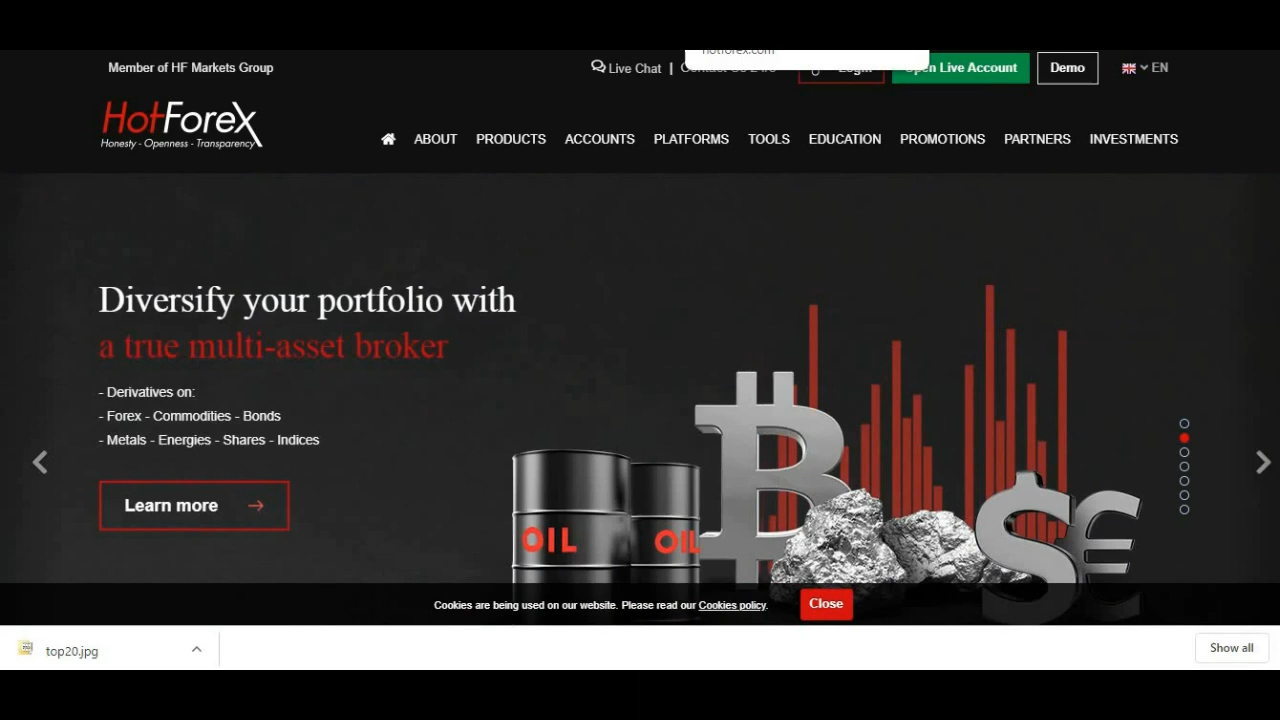 hotforex.com
Member of HF Markets Group
Live Chat |
Open Live Account
Demo
EN
HotForex
Honesty - Openness - Transparency
ABOUT
PRODUCTS
ACCOUNTS
PLATFORMS
TOOLS
EDUCATION
PROMOTIONS
PARTNERS
INVESTMENTS
Diversify your portfolio with
a true multi-asset broker
- Derivatives on:
- Forex - Commodities - Bonds
- Metals - Energies - Shares - Indices
Learn more
OIL
OIL
Cookies are being used on our website. Please read our Cookies policy.
Close
top20.jpg
Show all